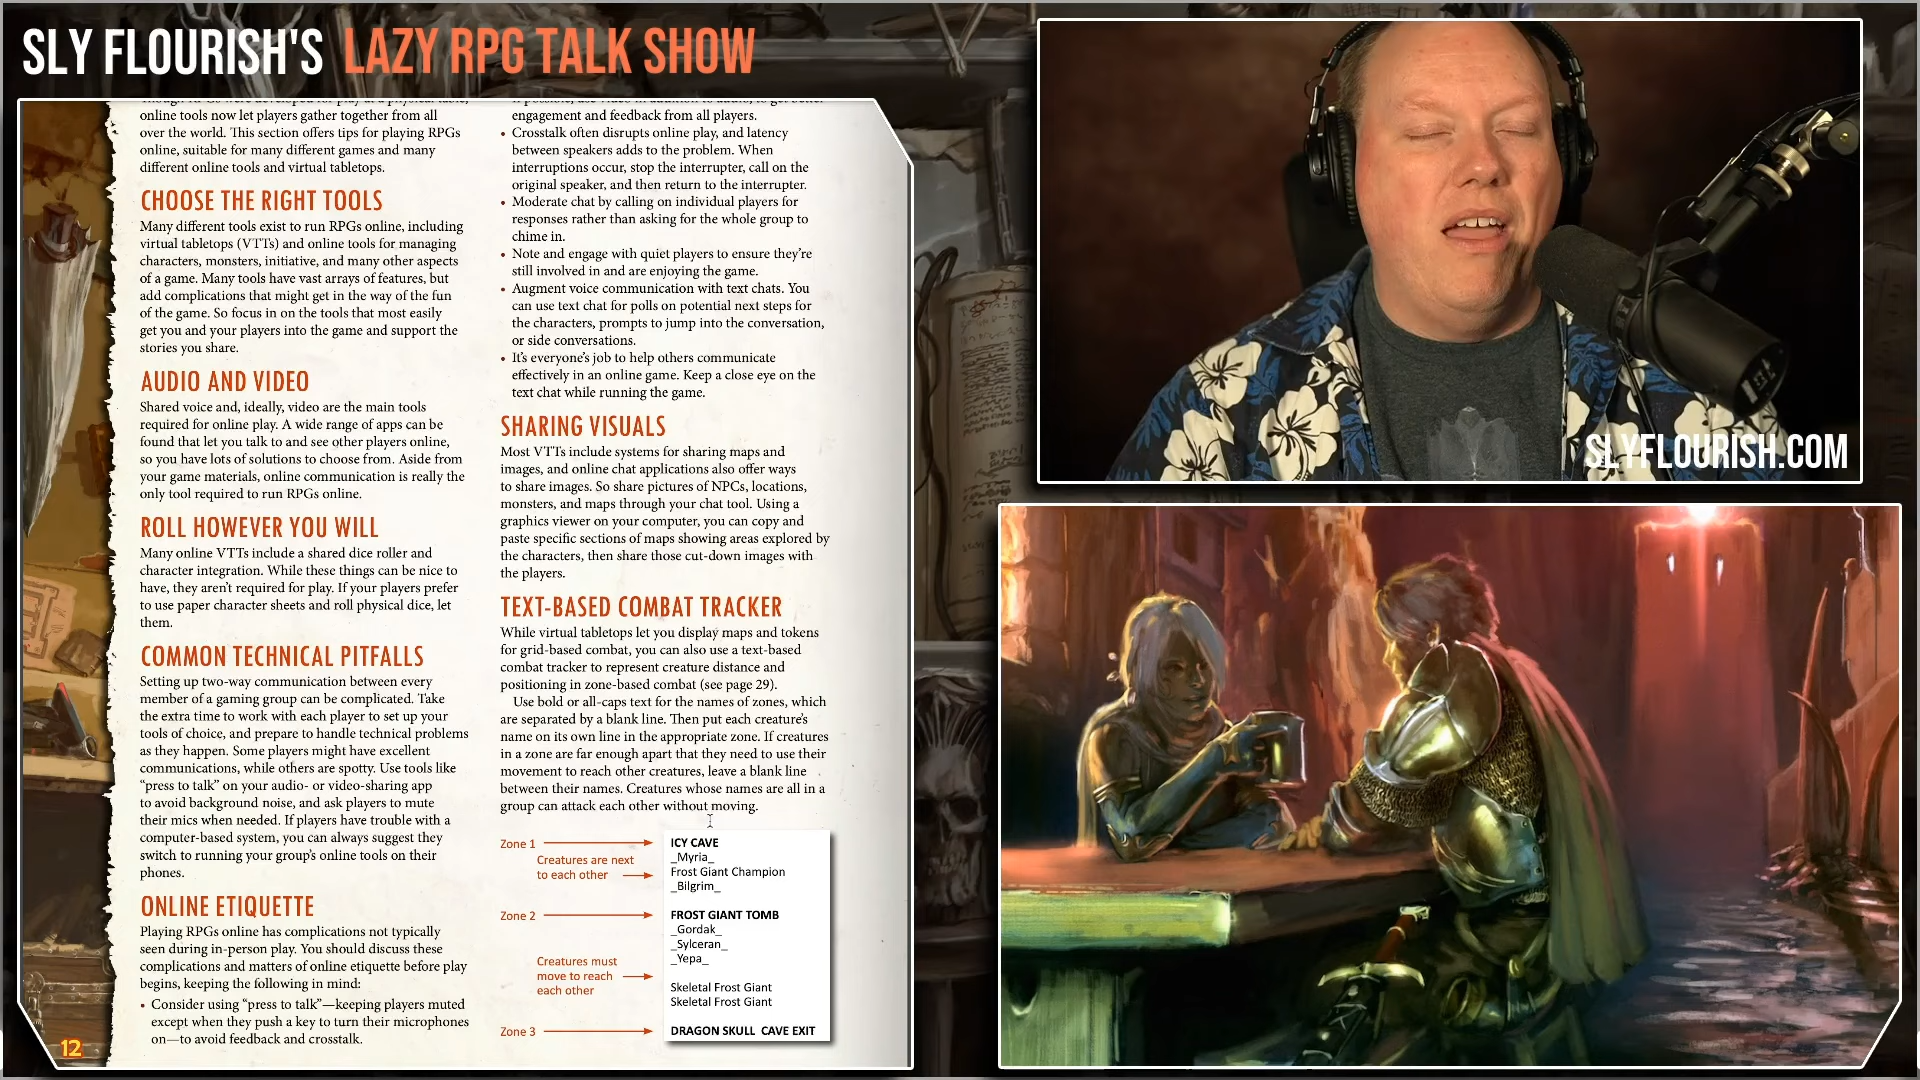 SLY FLOURISH'S LAZY RPG TALK SHOW
online tools now let players gather together from all
over the world. This section offers tips for playing RPGs
online, suitable for many different games and many
different online tools and virtual tabletops.
CHOOSE THE RIGHT TOOLS
Many different tools exist to run RPGs online, including
virtual tabletops (VTTs) and online tools for managing
characters, monsters, initiative, and many other aspects
of a game. Many tools have vast arrays of features, but
add complications that might get in the way of the fun
of the game. So focus in on the tools that most easily
get you and your players into the game and support the
stories you share.
AUDIO AND VIDEO
Shared voice and, ideally, video are the main tools
required for online play. A wide range of apps can be
found that let you talk to and see other players online,
so you have lots of solutions to choose from. Aside from
your game materials, online communication is really the
only tool required to run RPGs online.
ROLL HOWEVER YOU WILL
Many online VTTs include a shared dice roller and
character integration. While these things can be nice to
have, they aren't required for play. If your players prefer
to use paper character sheets and roll physical dice, let
them.
COMMON TECHNICAL PITFALLS
Setting up two-way communication between every
member of a gaming group can be complicated. Take
the extra time to work with each player to set up your
tools of choice, and prepare to handle technical problems
as they happen. Some players might have excellent
communications, while others are spotty. Use tools like
“press to talk” on your audio- or video-sharing app
to avoid background noise, and ask players to mute
their mics when needed. If players have trouble with a
computer-based system, you can always suggest they
switch to running your group's online tools on their
phones.
ONLINE ETIQUETTE
Playing RPGs online has complications not typically
seen during in-person play. You should discuss these
complications and matters of online etiquette before play
begins, keeping the following in mind:
• Consider using “press to talk”—keeping players muted
except when they push a key to turn their microphones
on—to avoid feedback and crosstalk.
12
engagement and feedback from all players.
• Crosstalk often disrupts online play, and latency
between speakers adds to the problem. When
interruptions occur, stop the interrupter, call on the
original speaker, and then return to the interrupter.
• Moderate chat by calling on individual players for
responses rather than asking for the whole group to
chime in.
• Note and engage with quiet players to ensure they're
still involved in and are enjoying the game.
• Augment voice communication with text chats. You
can use text chat for polls on potential next steps for
the characters, prompts to jump into the conversation,
or side conversations.
• It's everyone's job to help others communicate
effectively in an online game. Keep a close eye on the
text chat while running the game.
SHARING VISUALS
Most VTTs include systems for sharing maps and
images, and online chat applications also offer ways
to share images. So share pictures of NPCs, locations,
monsters, and maps through your chat tool. Using a
graphics viewer on your computer, you can copy and
paste specific sections of maps showing areas explored by
the characters, then share those cut-down images with
the players.
TEXT-BASED COMBAT TRACKER
While virtual tabletops let you display maps and tokens
for grid-based combat, you can also use a text-based
combat tracker to represent creature distance and
positioning in zone-based combat (see page 29).
Use bold or all-caps text for the names of zones, which
are separated by a blank line. Then put each creature's
name on its own line in the appropriate zone. If creatures
in a zone are far enough apart that they need to use their
movement to reach other creatures, leave a blank line
between their names. Creatures whose names are all in a
group can attack each other without moving.
Zone 1
Creatures are next
to each other
Zone 2
Creatures must
move to reach
each other
Zone 3
ICY CAVE
_Myria_
Frost Giant Champion
_Bilgrim_
FROST GIANT TOMB
_Gordak_
_Sylceran_
_Yepa_
Skeletal Frost Giant
Skeletal Frost Giant
DRAGON SKULL CAVE EXIT
SLYFLOURISH.COM